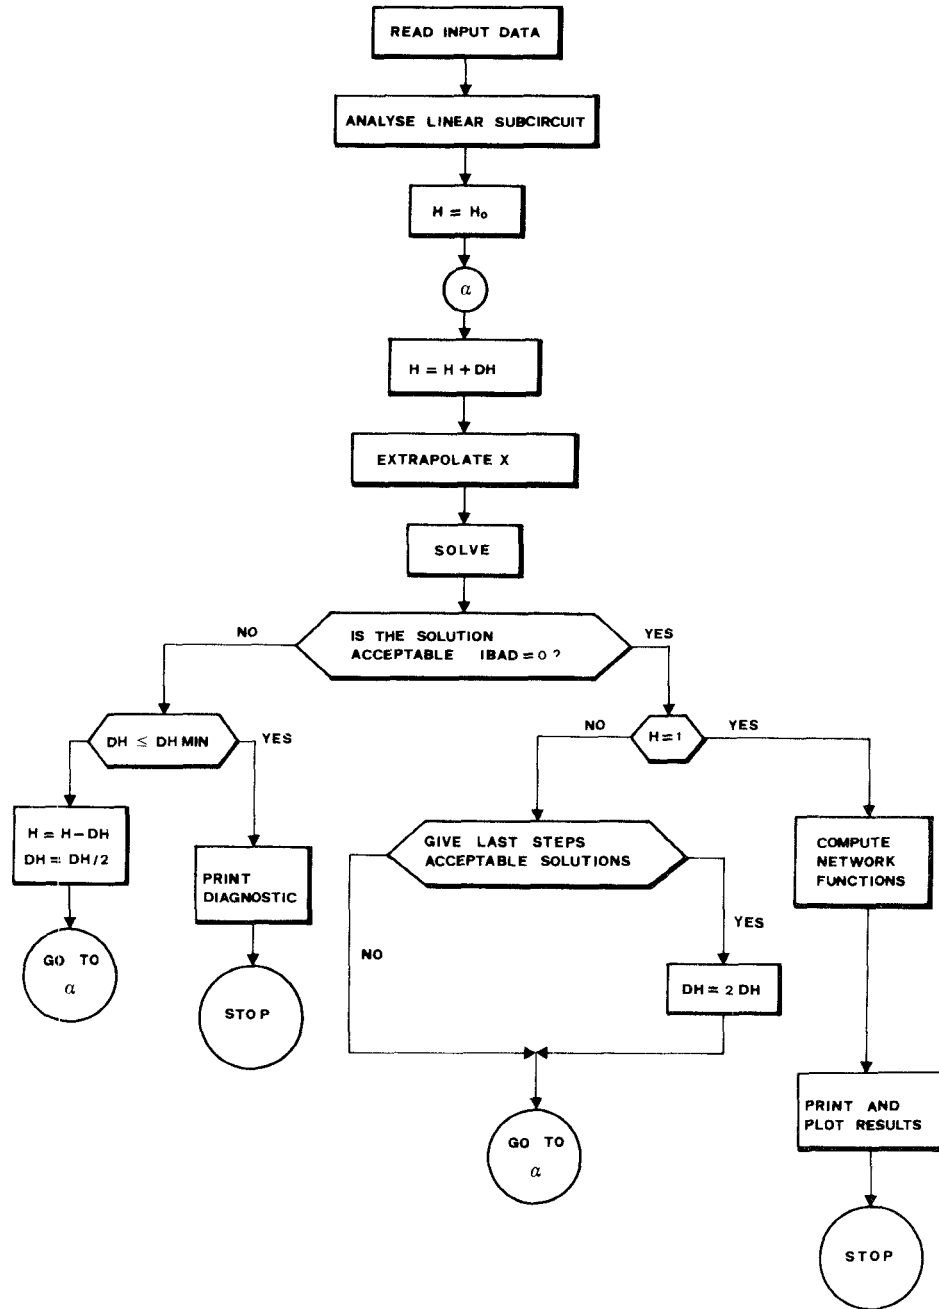 READ INPUT DATA
ANALYSE LINEAR SUBCIRCUIT
H = H₀
α
H = H + DH
EXTRAPOLATE X
SOLVE
IS THE SOLUTION
ACCEPTABLE IBAD = 0 ?
NO
YES
DH ≤ DH MIN
YES
H = H – DH
DH = DH/2
GO TO
α
PRINT
DIAGNOSTIC
STOP
H = 1
NO
YES
GIVE LAST STEPS
ACCEPTABLE SOLUTIONS
NO
YES
DH = 2 DH
GO TO
α
COMPUTE
NETWORK
FUNCTIONS
PRINT AND
PLOT RESULTS
STOP